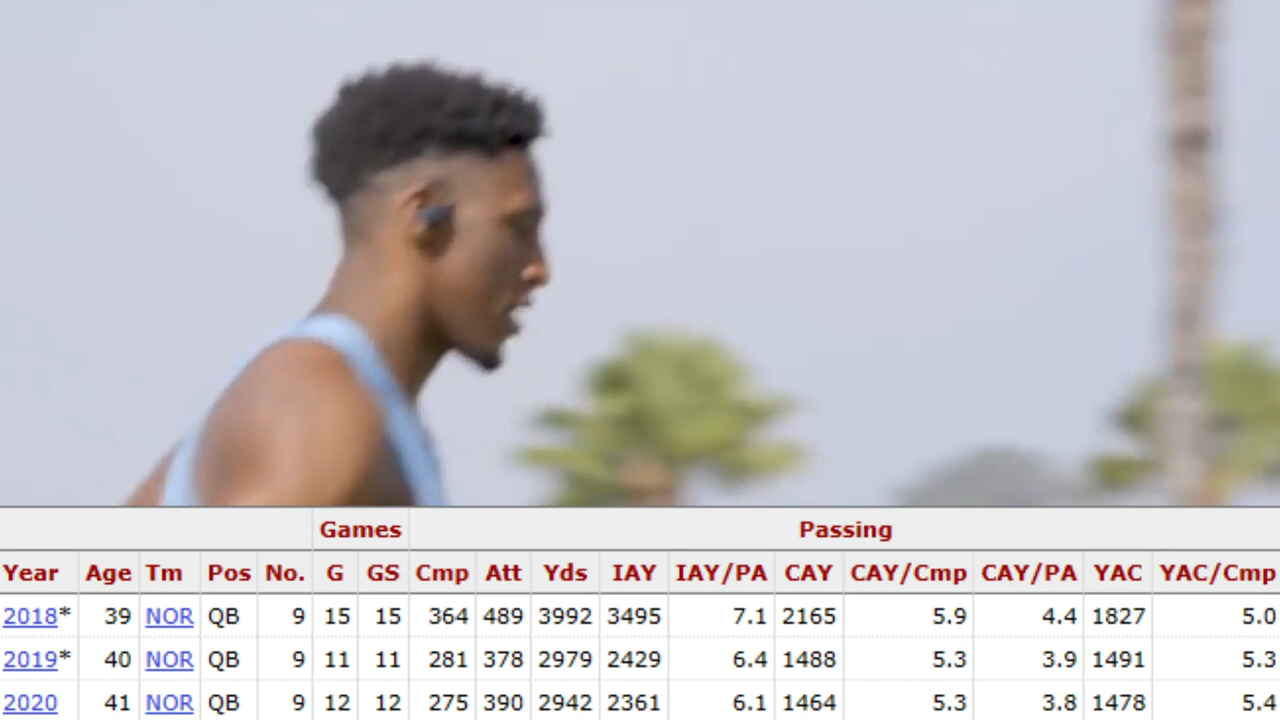 Games Passing
Year Age Tm Pos No. G GS Cmp Att Yds IAY IAY/PA CAY CAY/Cmp CAY/PA YAC YAC/Cmp
2018* 39 NOR QB 9 15 15 364 489 3992 3495 7.1 2165 5.9 4.4 1827 5.0
2019* 40 NOR QB 9 11 11 281 378 2979 2429 6.4 1488 5.3 3.9 1491 5.3
2020 41 NOR QB 9 12 12 275 390 2942 2361 6.1 1464 5.3 3.8 1478 5.4